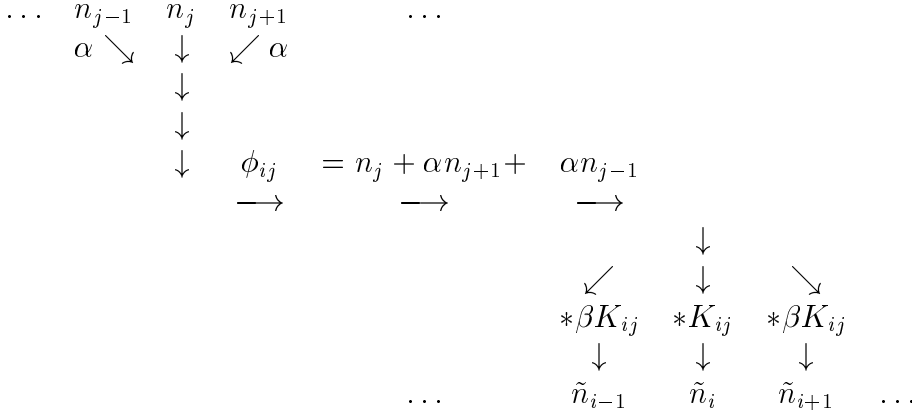 … n_{j−1} n_j n_{j+1} …
α ↘ ↓ ↙ α
↓
↓
↓ ϕ_{ij} = n_j + αn_{j+1}+ αn_{j−1}
⟶ ⟶ ⟶
↓
↙ ↓ ↘
∗βK_{ij} ∗K_{ij} ∗βK_{ij}
↓ ↓ ↓
… ñ_{i−1} ñ_i ñ_{i+1} …